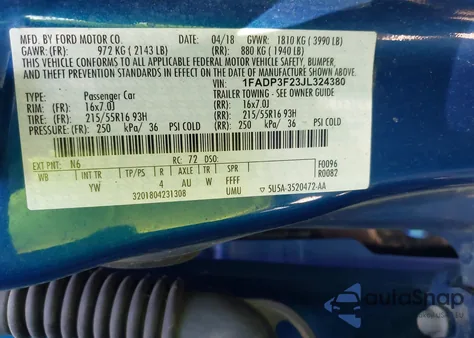 MFD. BY FORD MOTOR CO.
DATE: 04/18 GVWR: 1810 KG ( 3990 LB)
GAWR: (FR): 972 KG ( 2143 LB) (RR): 880 KG ( 1940 LB)
THIS VEHICLE CONFORMS TO ALL APPLICABLE FEDERAL MOTOR VEHICLE SAFETY, BUMPER,
AND THEFT PREVENTION STANDARDS IN EFFECT ON THE DATE OF MANUFACTURE SHOWN ABOVE.
VIN: 1FADP3F23JL324380
TYPE: Passenger Car TRAILER TOWING - SEE OWNER GUIDE
RIM: (FR) 16x7.0J (RR): 16x7.0J
TIRE: (FR) 215/55R16 93H (RR): 215/55R16 93H
PRESSURE: (FR) 250 kPa/ 36 PSI COLD (RR): 250 kPa/ 36 PSI COLD
EXT PNT: N6 RC: 72 DSO: F0096
WB INT TR TP/PS R AXLE TR SPR R0082
YW 4 AU W FFFF
UMU
3201804231308 5U5A-3520472-AA
autoSnap